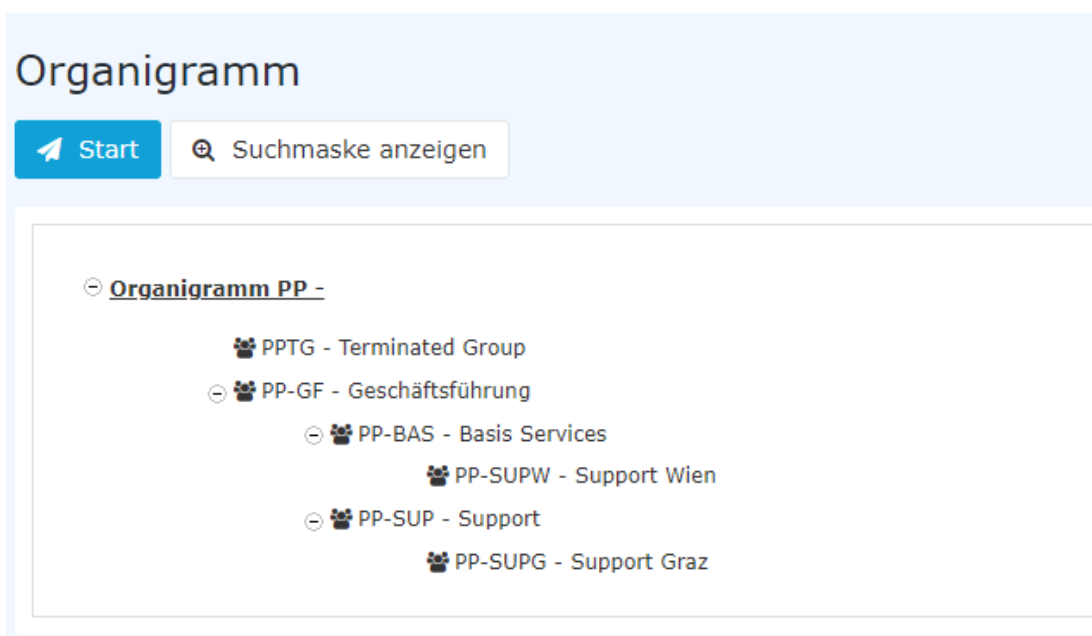 Organigramm
Start Suchmaske anzeigen
Organigramm PP -
PPTG - Terminated Group
PP-GF - Geschäftsführung
PP-BAS - Basis Services
PP-SUPW - Support Wien
PP-SUP - Support
PP-SUPG - Support Graz